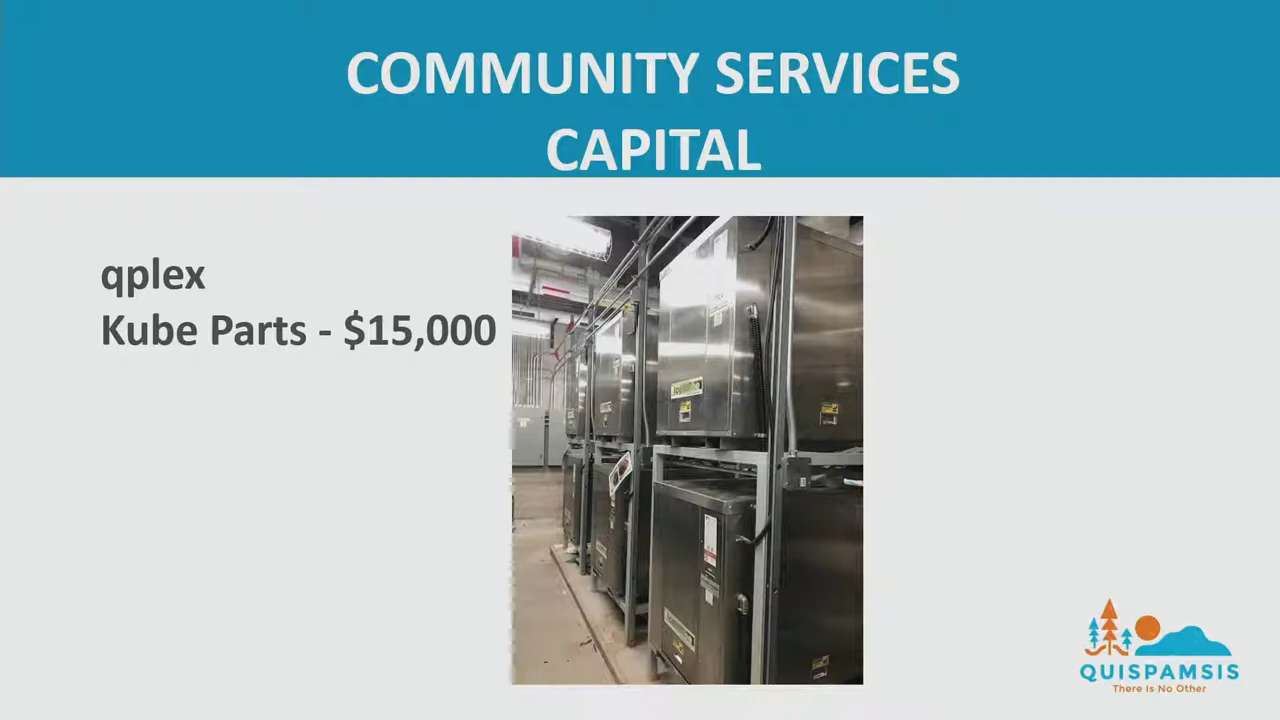 COMMUNITY SERVICES
CAPITAL
qplex
Kube Parts - $15,000
QUISPAMSIS
There Is No Other